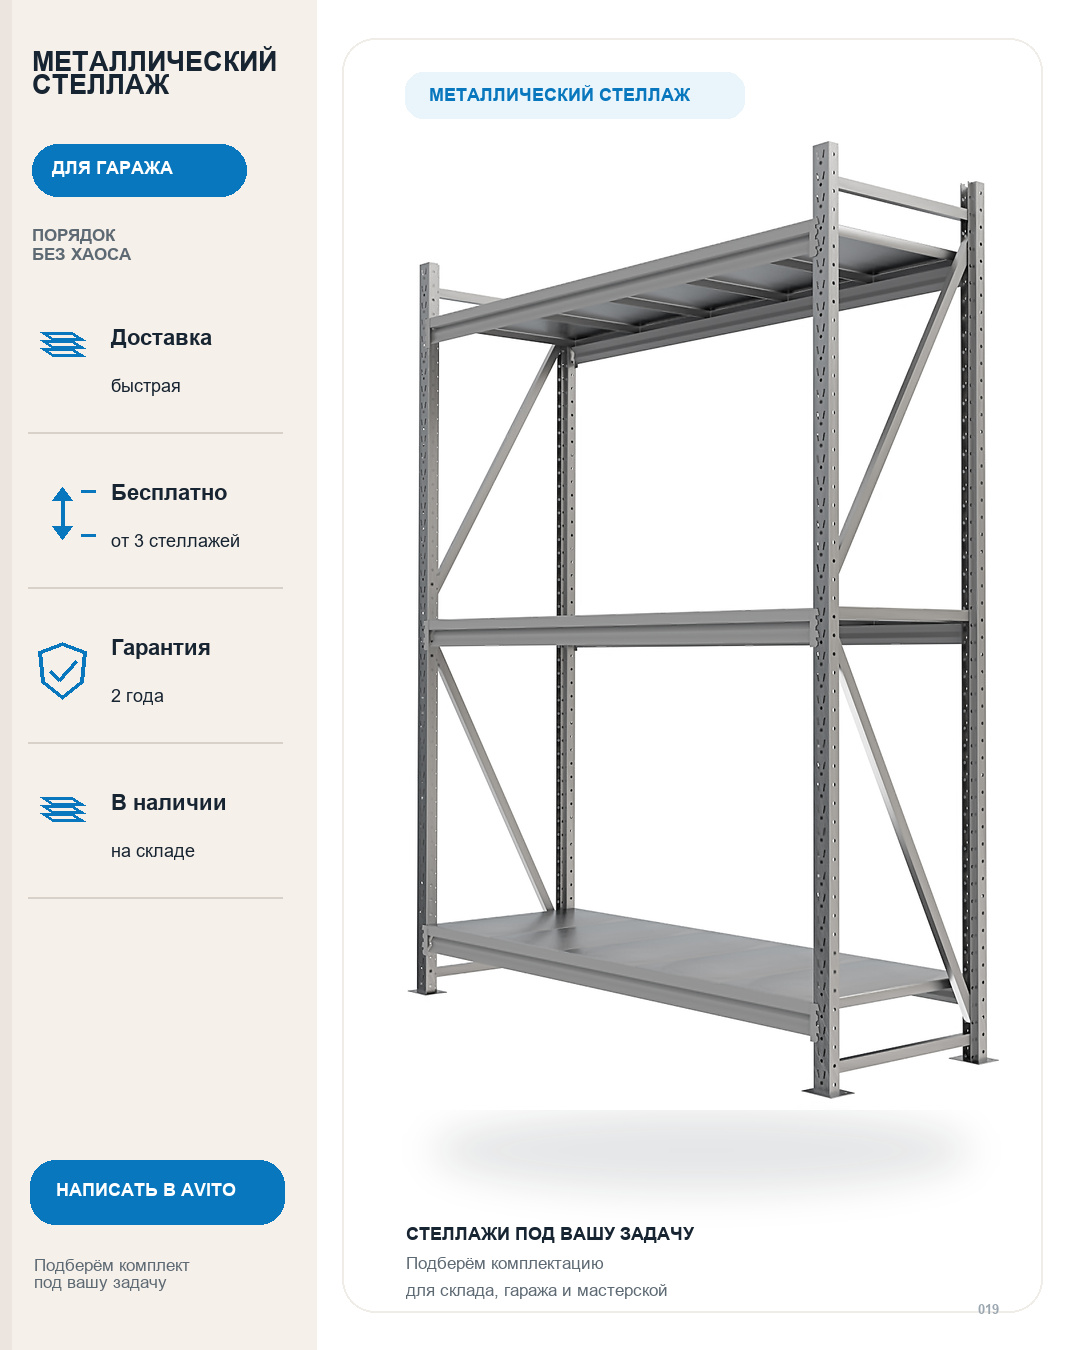 МЕТАЛЛИЧЕСКИЙ
СТЕЛЛАЖ
ДЛЯ ГАРАЖА
ПОРЯДОК
БЕЗ ХАОСА
Доставка
быстрая
Бесплатно
от 3 стеллажей
Гарантия
2 года
В наличии
на складе
НАПИСАТЬ В AVITO
Подберём комплект
под вашу задачу
МЕТАЛЛИЧЕСКИЙ СТЕЛЛАЖ
СТЕЛЛАЖИ ПОД ВАШУ ЗАДАЧУ
Подберём комплектацию
для склада, гаража и мастерской
019